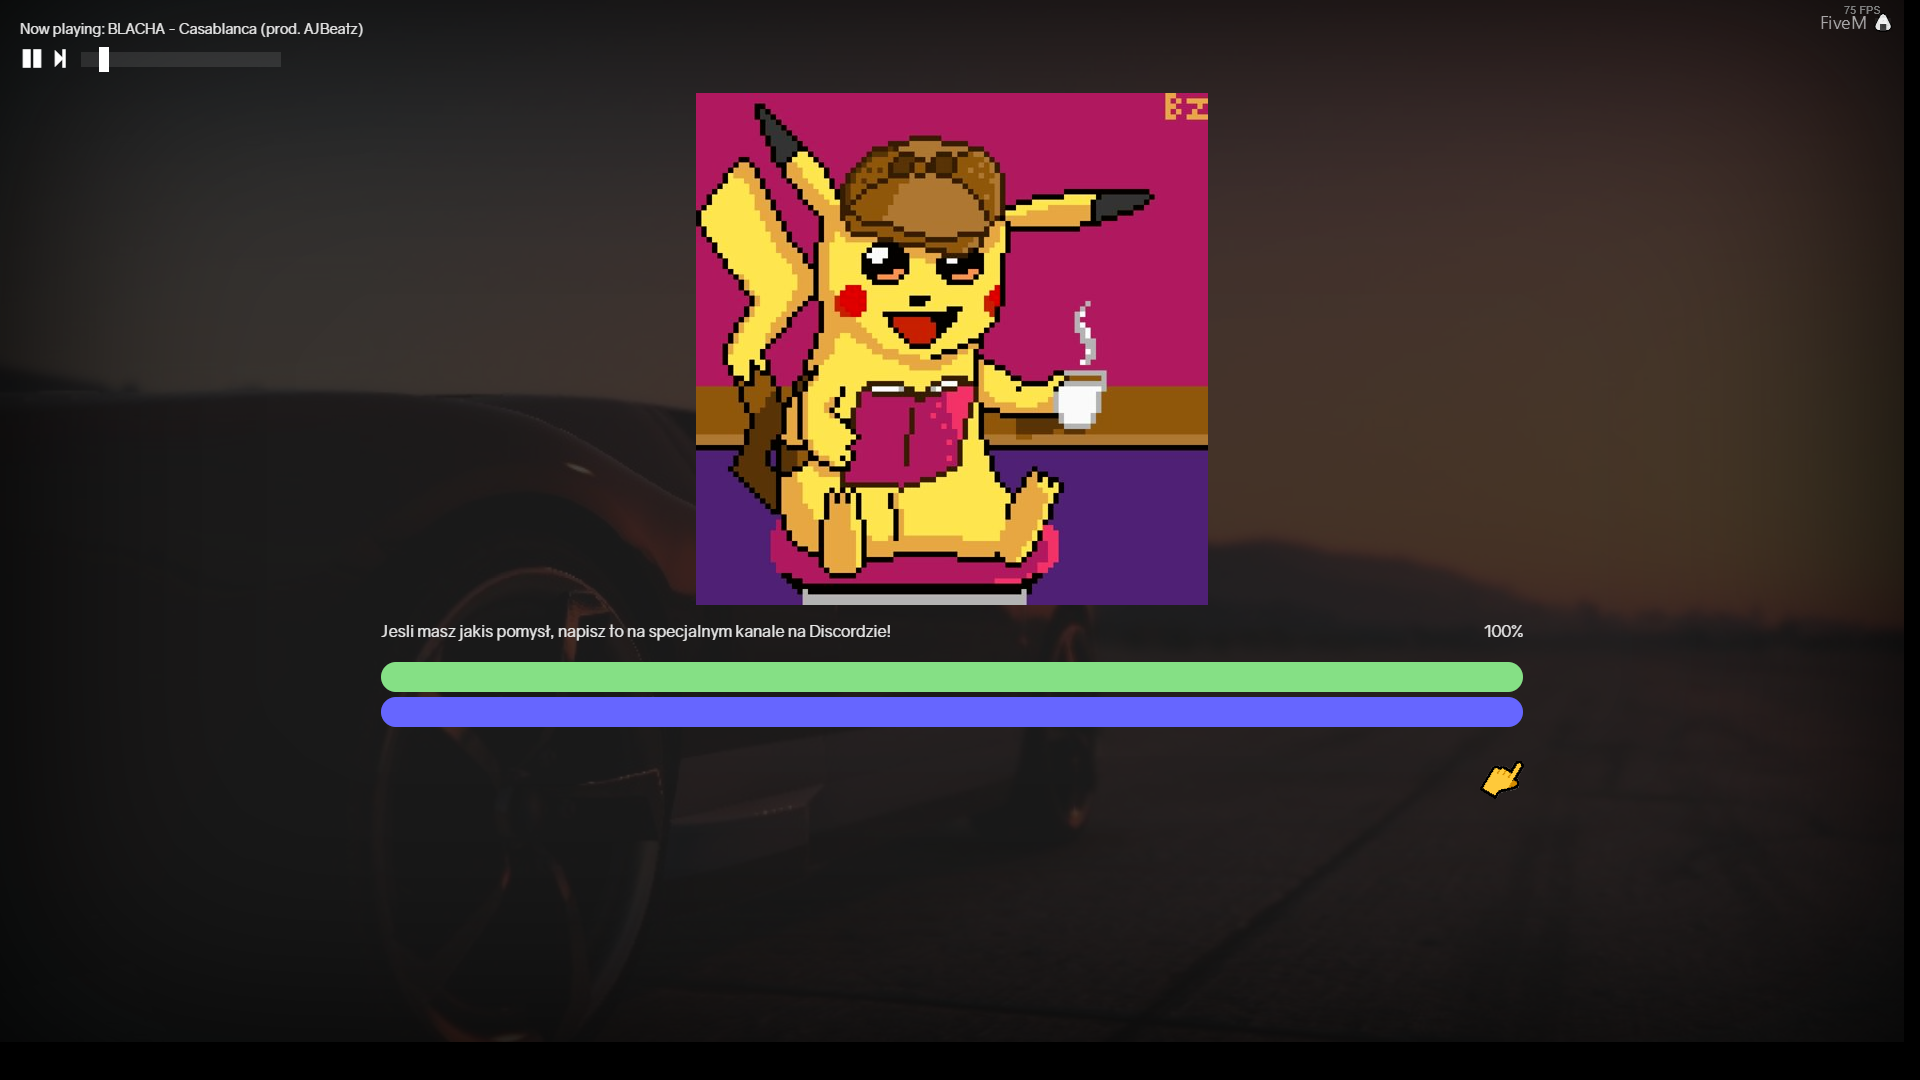 Now playing: BLACHA - Casablanca (prod. AJBeatz)
75 FPS
FiveM
Bz
Jesli masz jakis pomysł, napisz to na specjalnym kanale na Discordzie!
100%